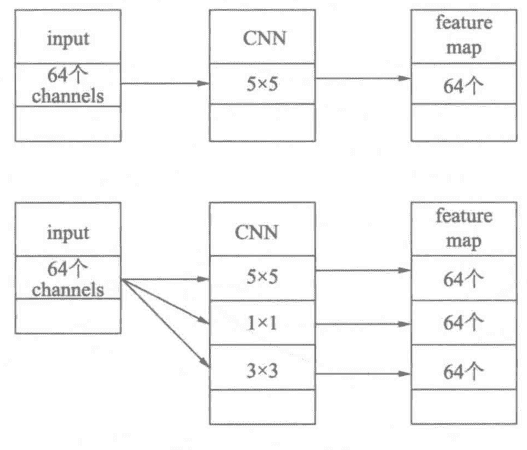 input
CNN
feature
map
64个
channels
5×5
64个
input
CNN
feature
map
64个
channels
5×5
64个
1×1
64个
3×3
64个